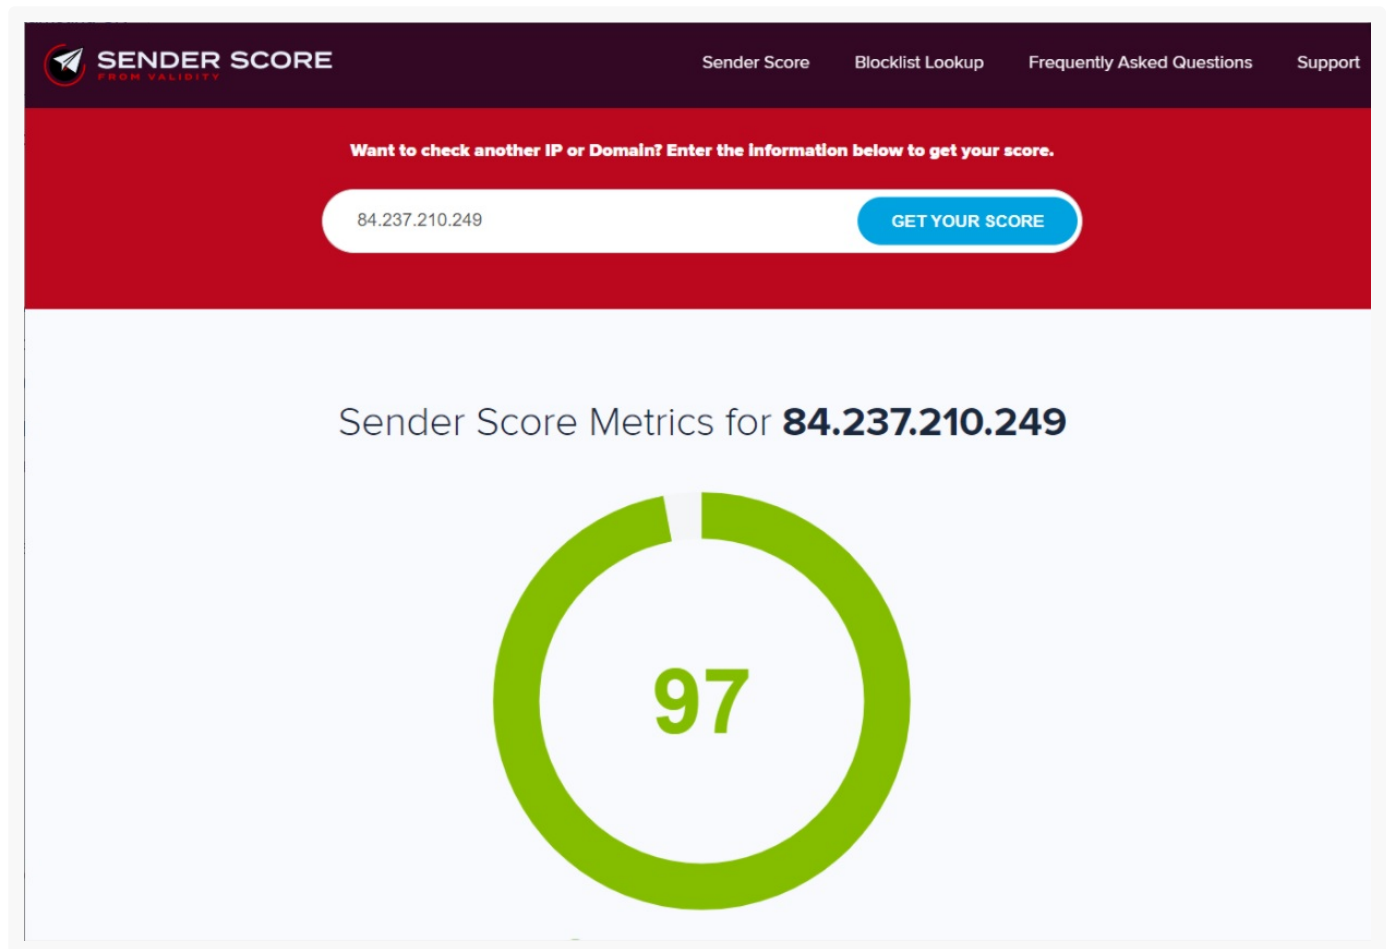 SENDER SCORE
FROM VALIDITY
Sender Score Blocklist Lookup Frequently Asked Questions Support
Want to check another IP or Domain? Enter the information below to get your score.
84.237.210.249 GET YOUR SCORE
Sender Score Metrics for 84.237.210.249
97